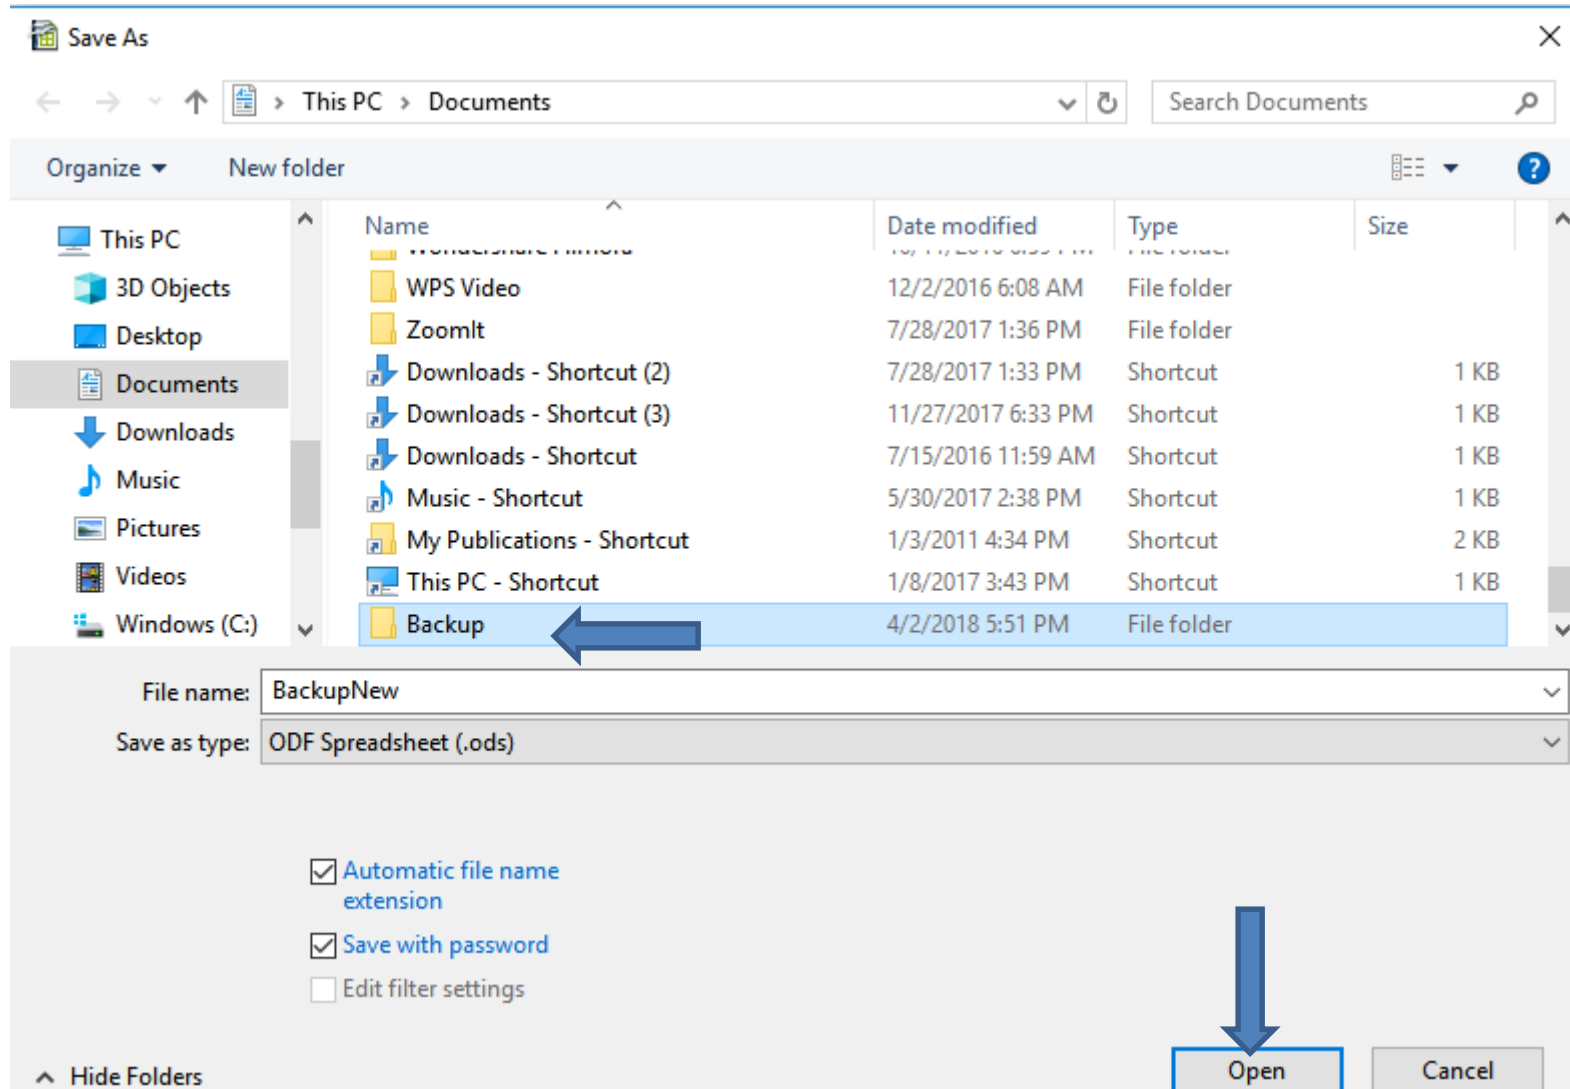 Save As
This PC > Documents
Search Documents
Organize
New folder
Name
Date modified
Type
Size
This PC
3D Objects
Desktop
Documents
Downloads
Music
Pictures
Videos
Windows (C:)
WPS Video 12/2/2016 6:08 AM File folder
ZoomIt 7/28/2017 1:36 PM File folder
Downloads - Shortcut (2) 7/28/2017 1:33 PM Shortcut 1 KB
Downloads - Shortcut (3) 11/27/2017 6:33 PM Shortcut 1 KB
Downloads - Shortcut 7/15/2016 11:59 AM Shortcut 1 KB
Music - Shortcut 5/30/2017 2:38 PM Shortcut 1 KB
My Publications - Shortcut 1/3/2011 4:34 PM Shortcut 2 KB
This PC - Shortcut 1/8/2017 3:43 PM Shortcut 1 KB
Backup 4/2/2018 5:51 PM File folder
File name: BackupNew
Save as type: ODF Spreadsheet (.ods)
Automatic file name
extension
Save with password
Edit filter settings
Hide Folders
Open
Cancel